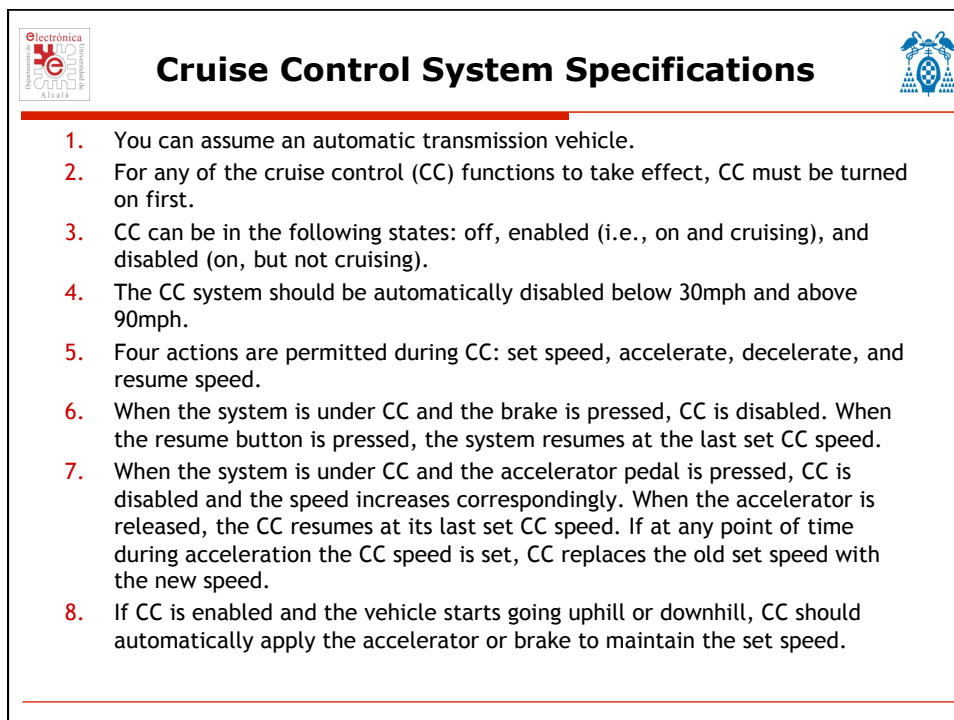 electrónica
Departamento de
Universidad de
Alcalá
Cruise Control System Specifications
1. You can assume an automatic transmission vehicle.
2. For any of the cruise control (CC) functions to take effect, CC must be turned
on first.
3. CC can be in the following states: off, enabled (i.e., on and cruising), and
disabled (on, but not cruising).
4. The CC system should be automatically disabled below 30mph and above
90mph.
5. Four actions are permitted during CC: set speed, accelerate, decelerate, and
resume speed.
6. When the system is under CC and the brake is pressed, CC is disabled. When
the resume button is pressed, the system resumes at the last set CC speed.
7. When the system is under CC and the accelerator pedal is pressed, CC is
disabled and the speed increases correspondingly. When the accelerator is
released, the CC resumes at its last set CC speed. If at any point of time
during acceleration the CC speed is set, CC replaces the old set speed with
the new speed.
8. If CC is enabled and the vehicle starts going uphill or downhill, CC should
automatically apply the accelerator or brake to maintain the set speed.